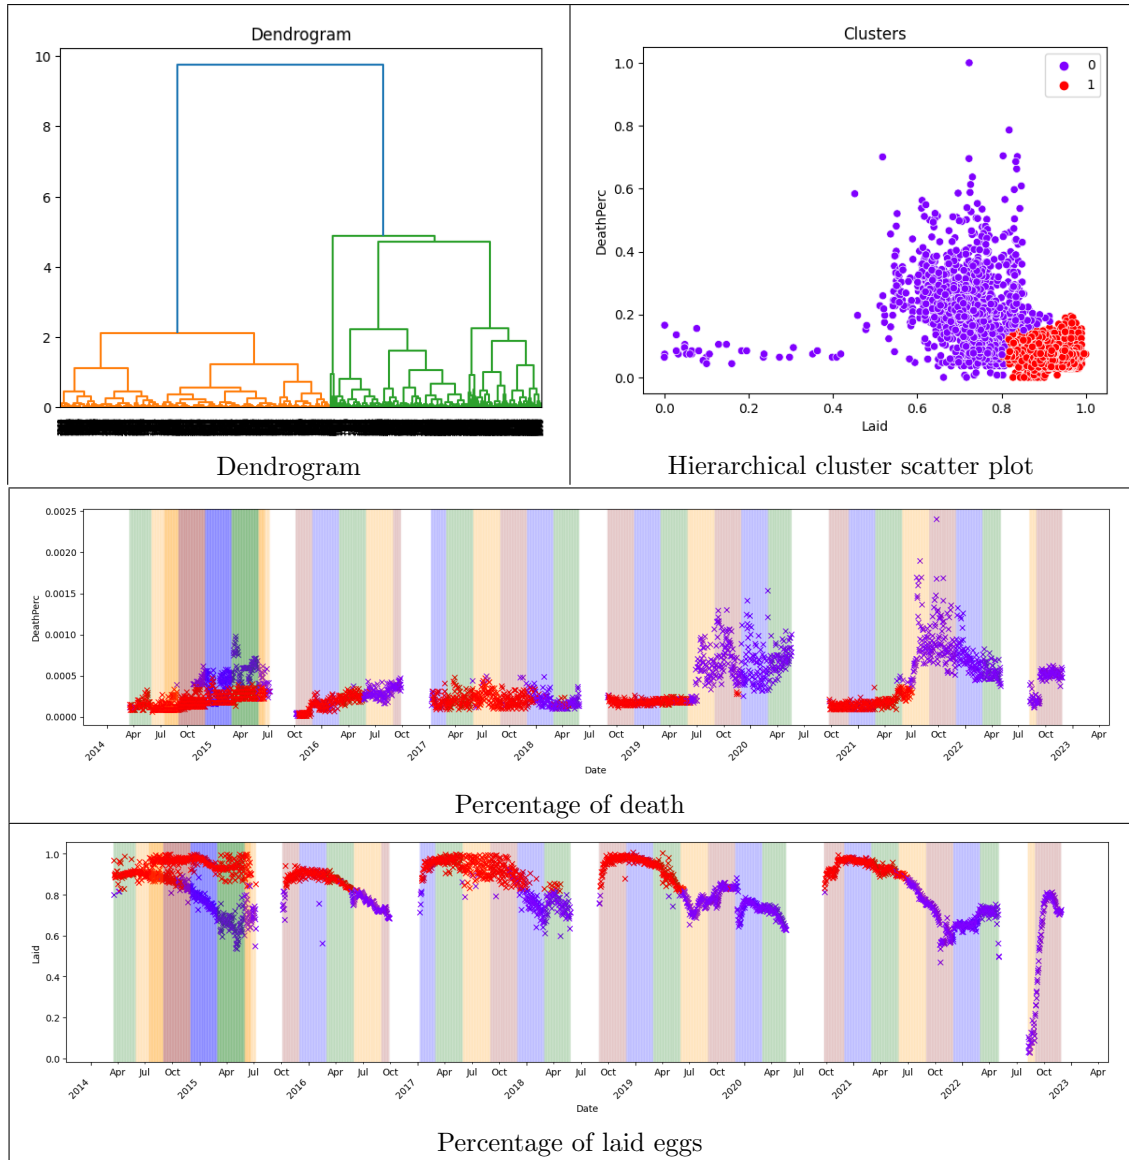 Dendrogram
10
8
6
4
2
0
Dendrogram
Clusters
0
1
1.0
0.8
0.6
0.4
0.2
0.0
DeathPerc
0.0 0.2 0.4 0.6 0.8 1.0
Laid
Hierarchical cluster scatter plot
0.0025
0.0020
0.0015
0.0010
0.0005
0.0000
DeathPerc
2014 Apr Jul Oct 2015 Apr Jul Oct 2016 Apr Jul Oct 2017 Apr Jul Oct 2018 Apr Jul Oct 2019 Apr Jul Oct 2020 Apr Jul Oct 2021 Apr Jul Oct 2022 Apr Jul Oct 2023 Apr
Date
Percentage of death
1.0
0.8
0.6
0.4
0.2
0.0
Laid
2014 Apr Jul Oct 2015 Apr Jul Oct 2016 Apr Jul Oct 2017 Apr Jul Oct 2018 Apr Jul Oct 2019 Apr Jul Oct 2020 Apr Jul Oct 2021 Apr Jul Oct 2022 Apr Jul Oct 2023 Apr
Date
Percentage of laid eggs